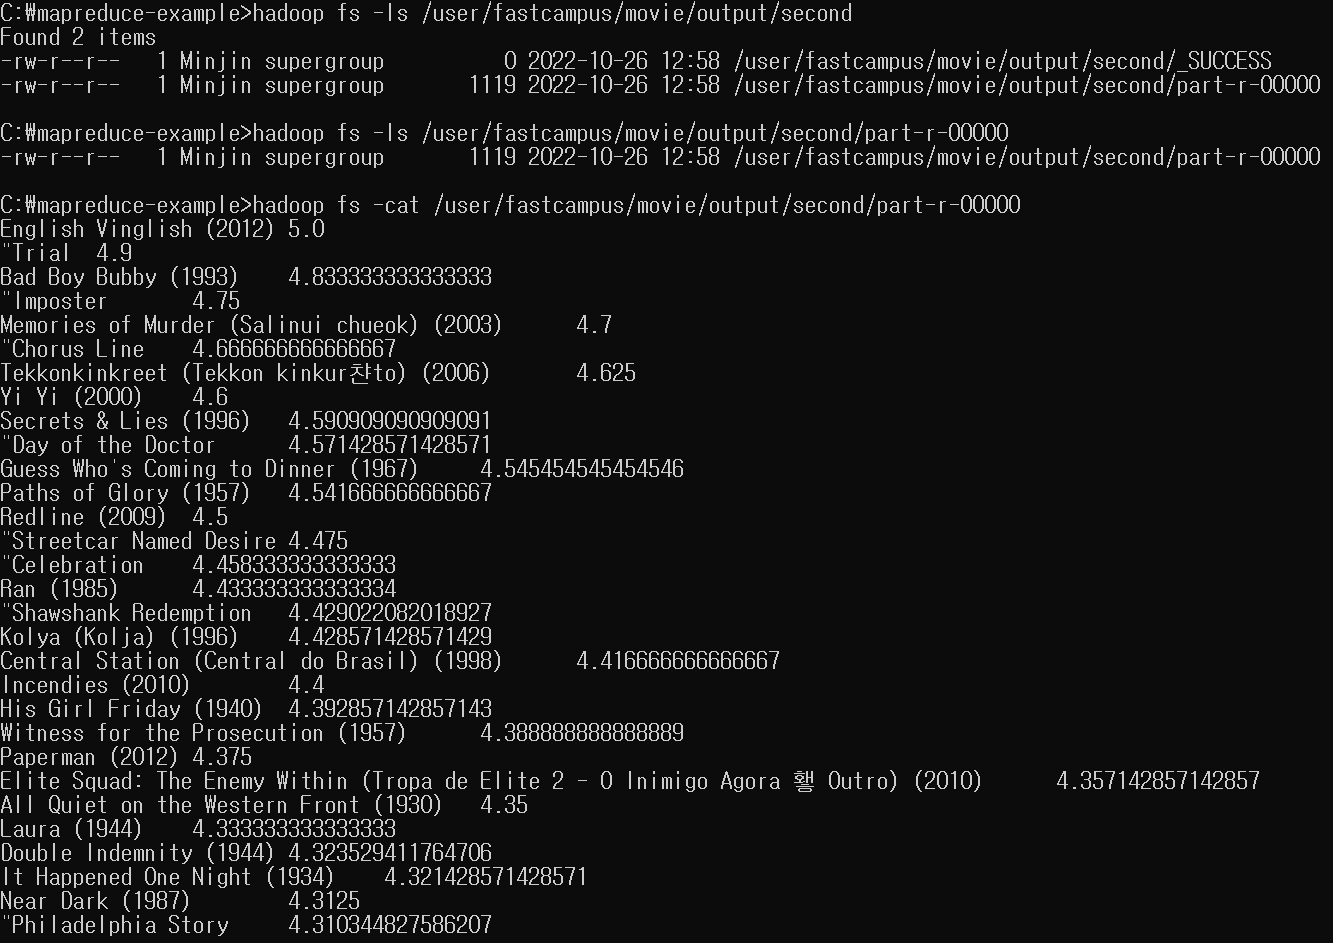 C:₩mapreduce-example>hadoop fs -ls /user/fastcampus/movie/output/second
Found 2 items
-rw-r--r--   1 Minjin supergroup          0 2022-10-26 12:58 /user/fastcampus/movie/output/second/_SUCCESS
-rw-r--r--   1 Minjin supergroup       1119 2022-10-26 12:58 /user/fastcampus/movie/output/second/part-r-00000
C:₩mapreduce-example>hadoop fs -ls /user/fastcampus/movie/output/second/part-r-00000
-rw-r--r--   1 Minjin supergroup       1119 2022-10-26 12:58 /user/fastcampus/movie/output/second/part-r-00000
C:₩mapreduce-example>hadoop fs -cat /user/fastcampus/movie/output/second/part-r-00000
English Vinglish (2012) 5.0
"Trial  4.9
Bad Boy Bubby (1993)    4.833333333333333
"Imposter       4.75
Memories of Murder (Salinui chueok) (2003)      4.7
"Chorus Line    4.666666666666667
Tekkonkinkreet (Tekkon kinkur챰to) (2006)       4.625
Yi Yi (2000)    4.6
Secrets & Lies (1996)   4.590909090909091
"Day of the Doctor      4.571428571428571
Guess Who's Coming to Dinner (1967)     4.545454545454546
Paths of Glory (1957)   4.541666666666667
Redline (2009)  4.5
"Streetcar Named Desire 4.475
"Celebration    4.458333333333333
Ran (1985)      4.433333333333334
"Shawshank Redemption   4.429022082018927
Kolya (Kolja) (1996)    4.428571428571429
Central Station (Central do Brasil) (1998)      4.416666666666667
Incendies (2010)        4.4
His Girl Friday (1940)  4.392857142857143
Witness for the Prosecution (1957)      4.388888888888889
Paperman (2012) 4.375
Elite Squad: The Enemy Within (Tropa de Elite 2 - O Inimigo Agora 횋 Outro) (2010)      4.357142857142857
All Quiet on the Western Front (1930)   4.35
Laura (1944)    4.333333333333333
Double Indemnity (1944) 4.323529411764706
It Happened One Night (1934)    4.321428571428571
Near Dark (1987)        4.3125
"Philadelphia Story     4.310344827586207